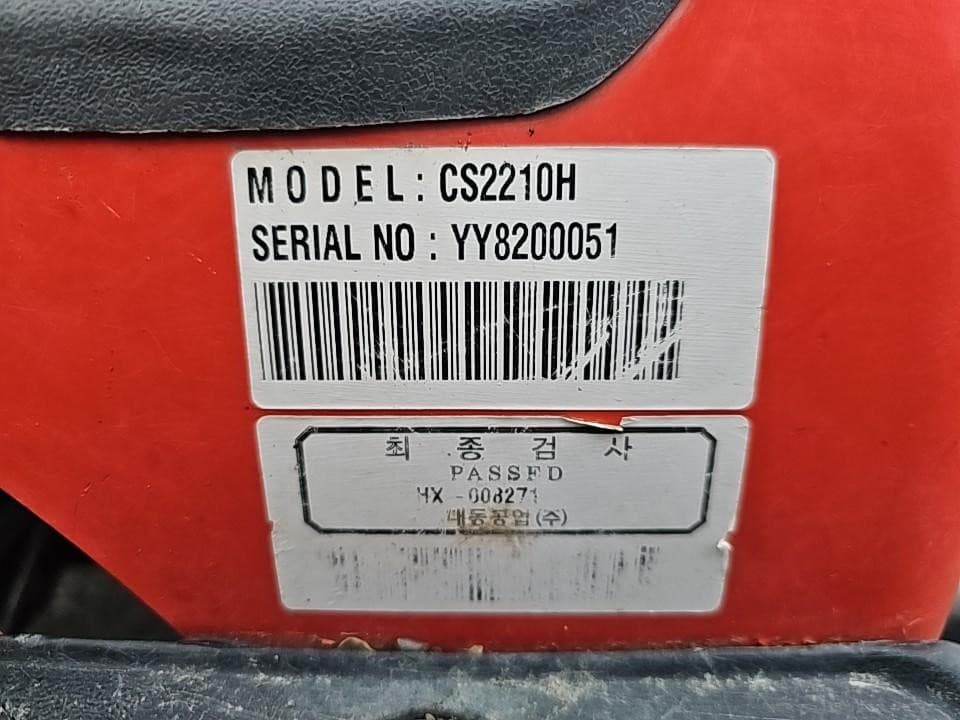 MODEL: CS2210H
SERIAL NO : YY8200051
최종검사
PASSED
HX -008271
대동공업(주)